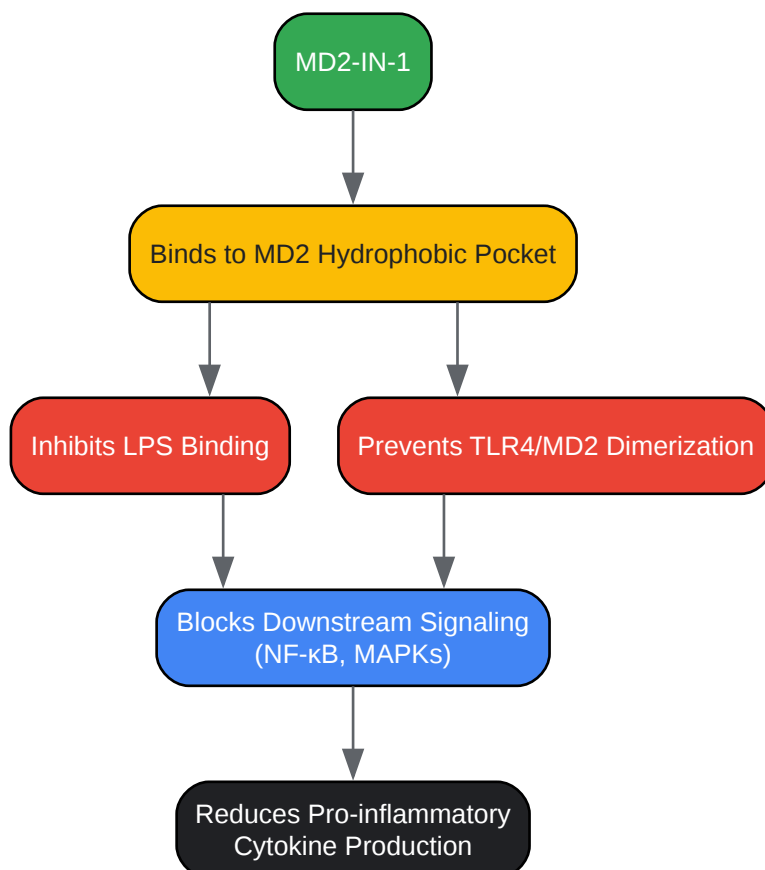 MD2-IN-1
Binds to MD2 Hydrophobic Pocket
Inhibits LPS Binding
Prevents TLR4/MD2 Dimerization
Blocks Downstream Signaling
(NF-κB, MAPKs)
Reduces Pro-inflammatory
Cytokine Production